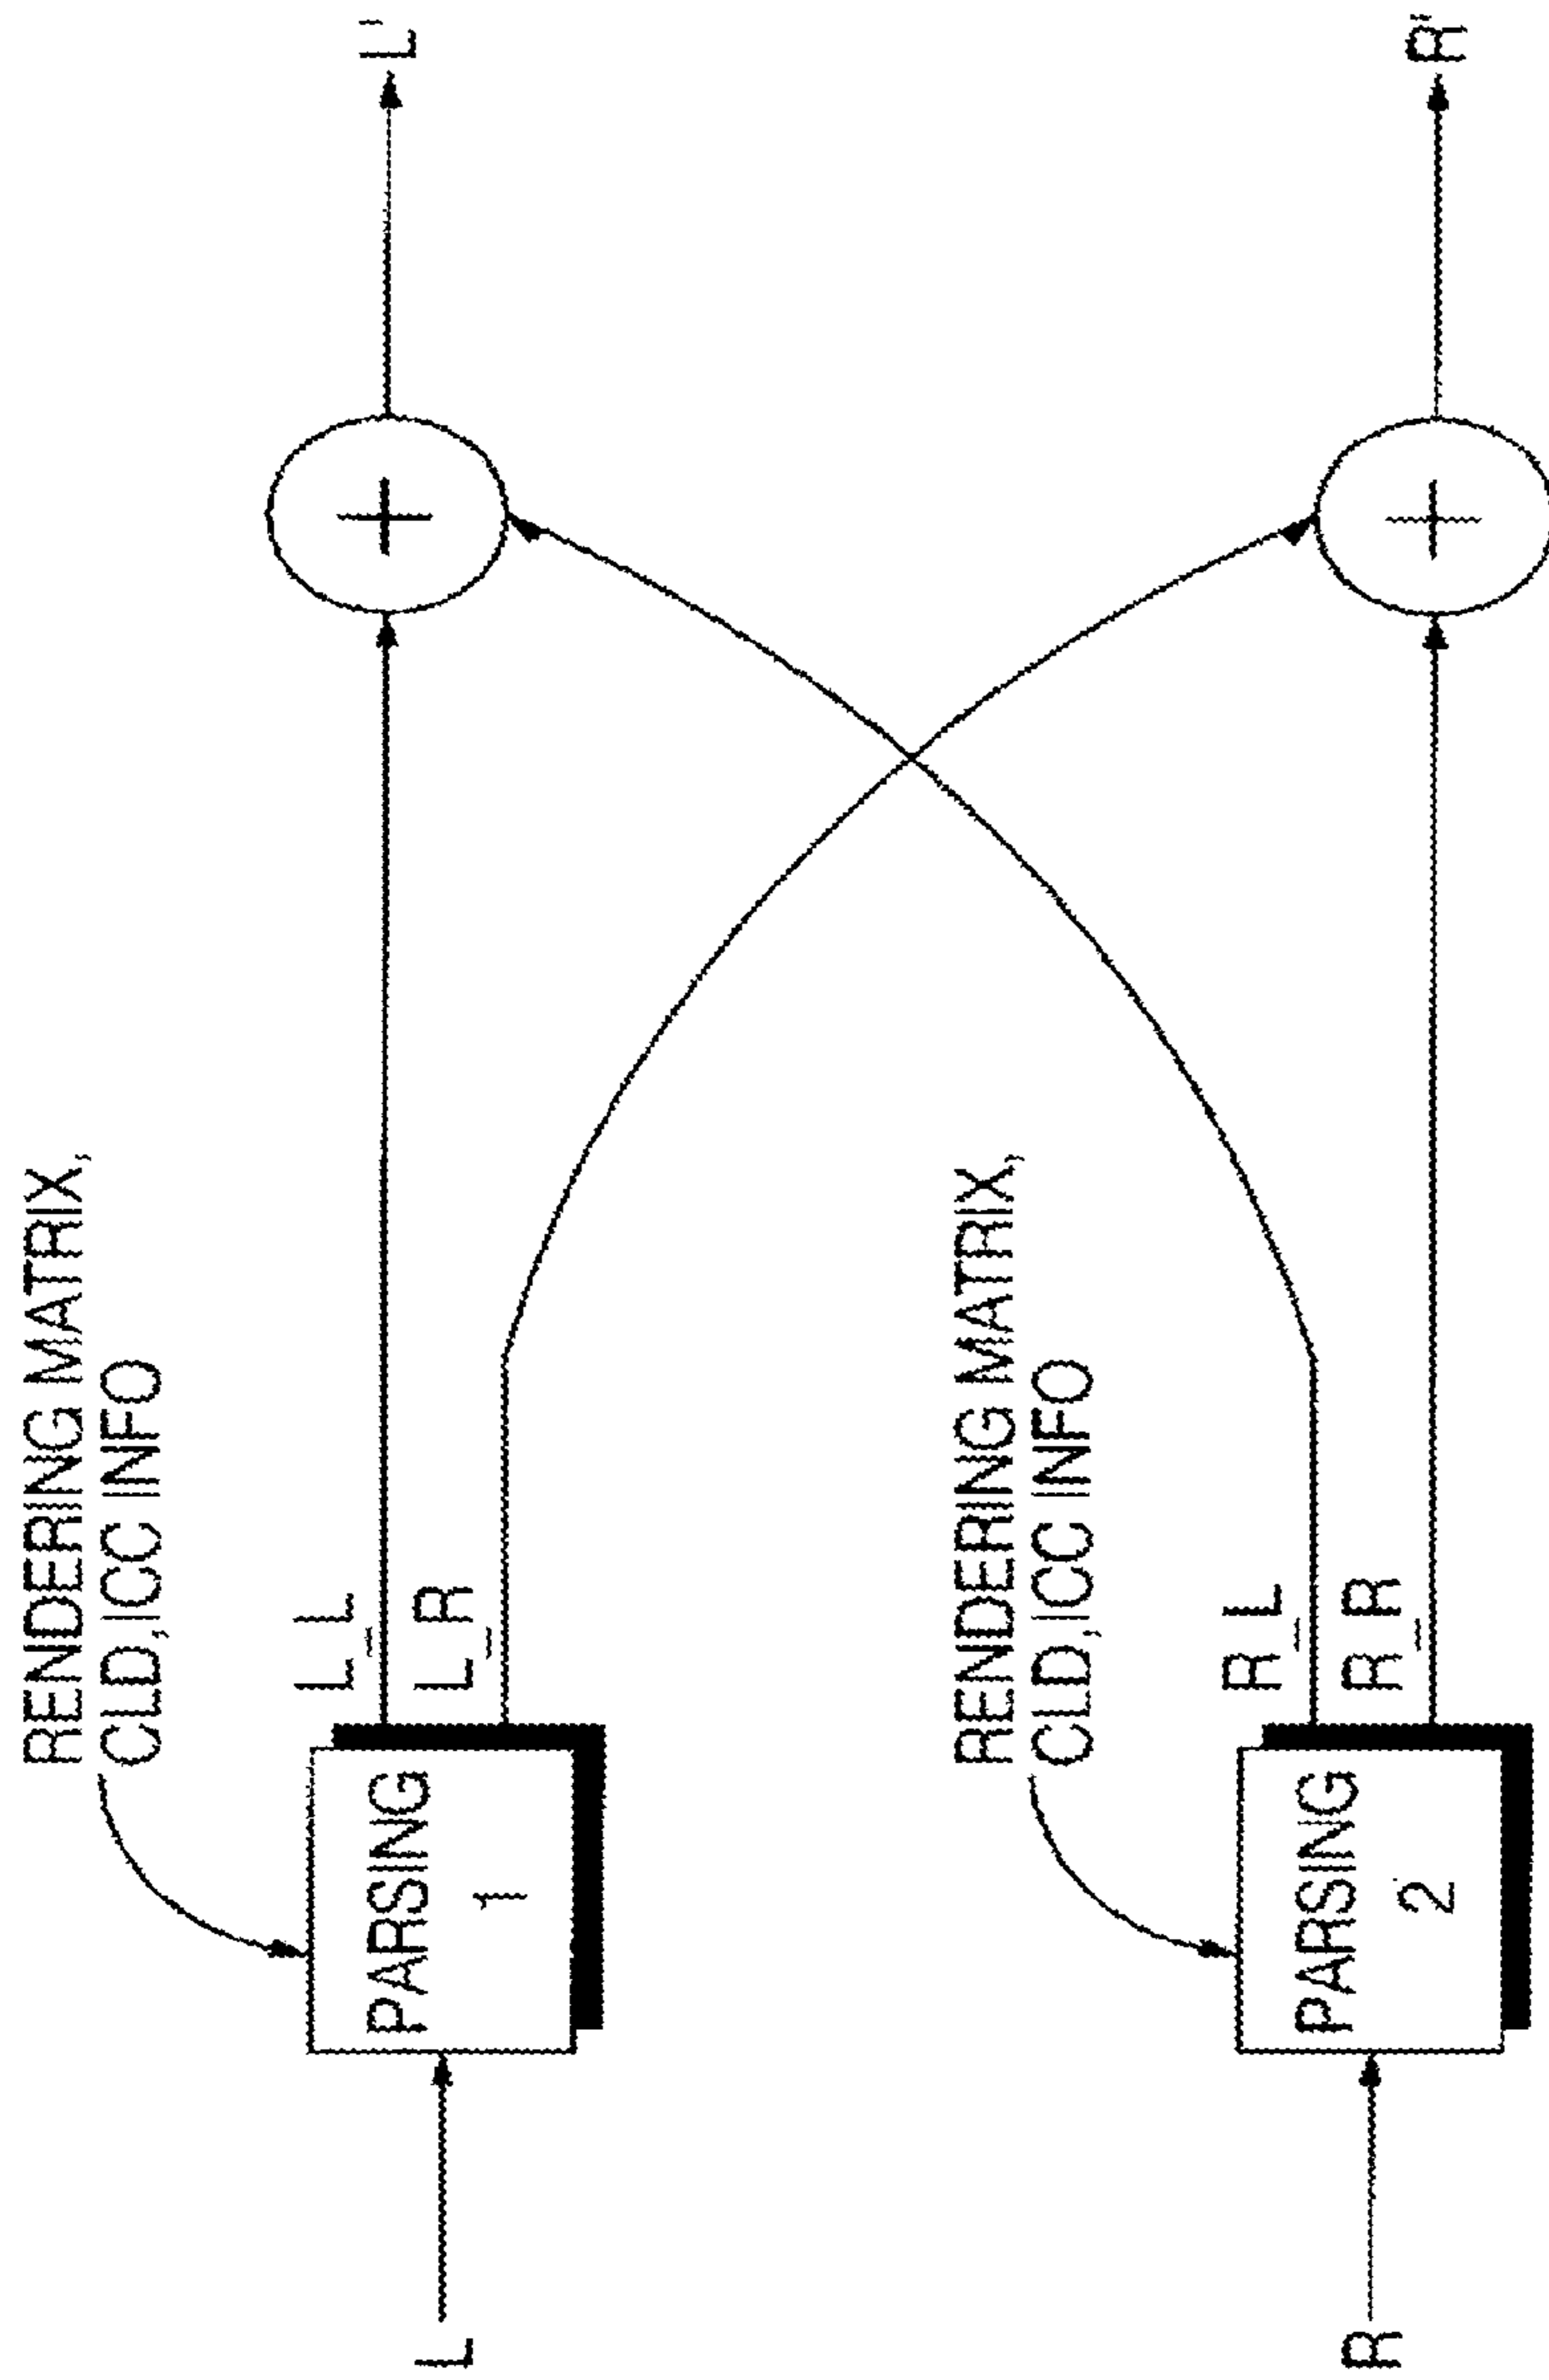 RENDERING MATRIX,
CLD,ICC INFO
L
PARSING
1
L_L
L_R
+
L'
RENDERING MATRIX,
CLD,ICC INFO
R
PARSING
2
R_L
R_R
+
R'